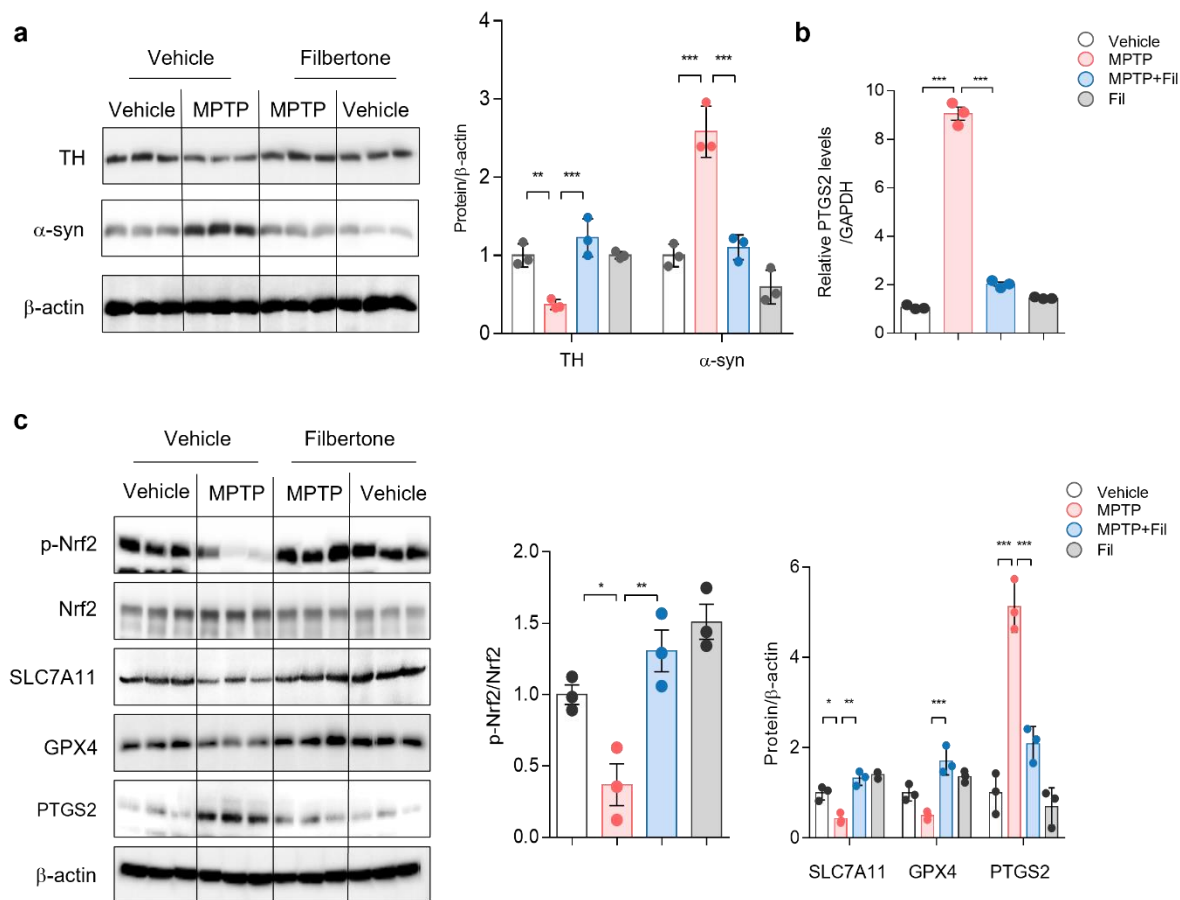 a
Vehicle Filbertone
Vehicle MPTP MPTP Vehicle
TH
α-syn
β-actin
Protein/β-actin
4
3
2
1
0
** *** *** ***
TH α-syn
b
Relative PTGS2 levels
/GAPDH
10
8
6
4
2
0
*** ***
Vehicle
MPTP
MPTP+Fil
Fil
c
Vehicle Filbertone
Vehicle MPTP MPTP Vehicle
p-Nrf2
Nrf2
SLC7A11
GPX4
PTGS2
β-actin
p-Nrf2/Nrf2
2.0
1.5
1.0
0.5
0.0
* **
Protein/β-actin
6
4
2
0
* ** *** *** ***
SLC7A11 GPX4 PTGS2
Vehicle
MPTP
MPTP+Fil
Fil